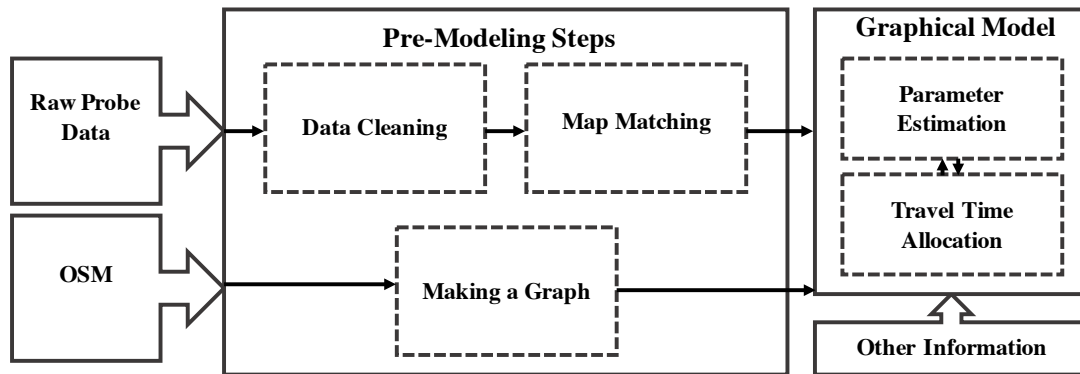 Raw Probe
Data
OSM
Pre-Modeling Steps
Data Cleaning
Map Matching
Making a Graph
Graphical Model
Parameter
Estimation
Travel Time
Allocation
Other Information